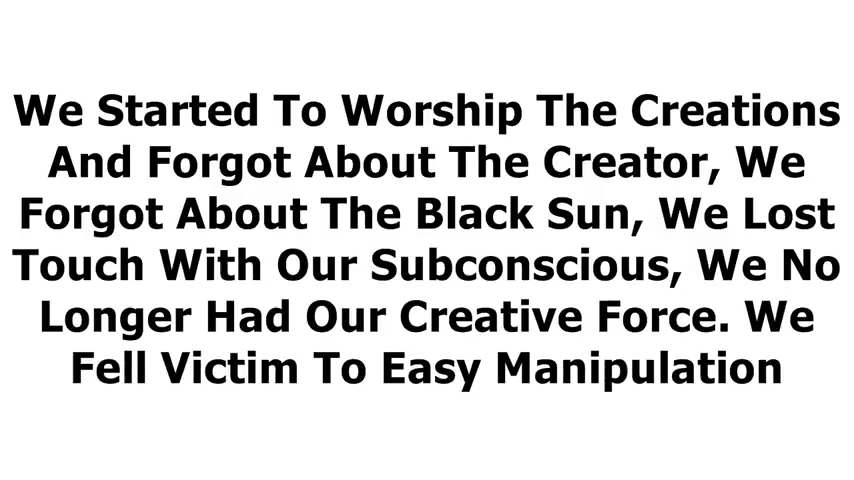 We Started To Worship The Creations
And Forgot About The Creator, We
Forgot About The Black Sun, We Lost
Touch With Our Subconscious, We No
Longer Had Our Creative Force. We
Fell Victim To Easy Manipulation